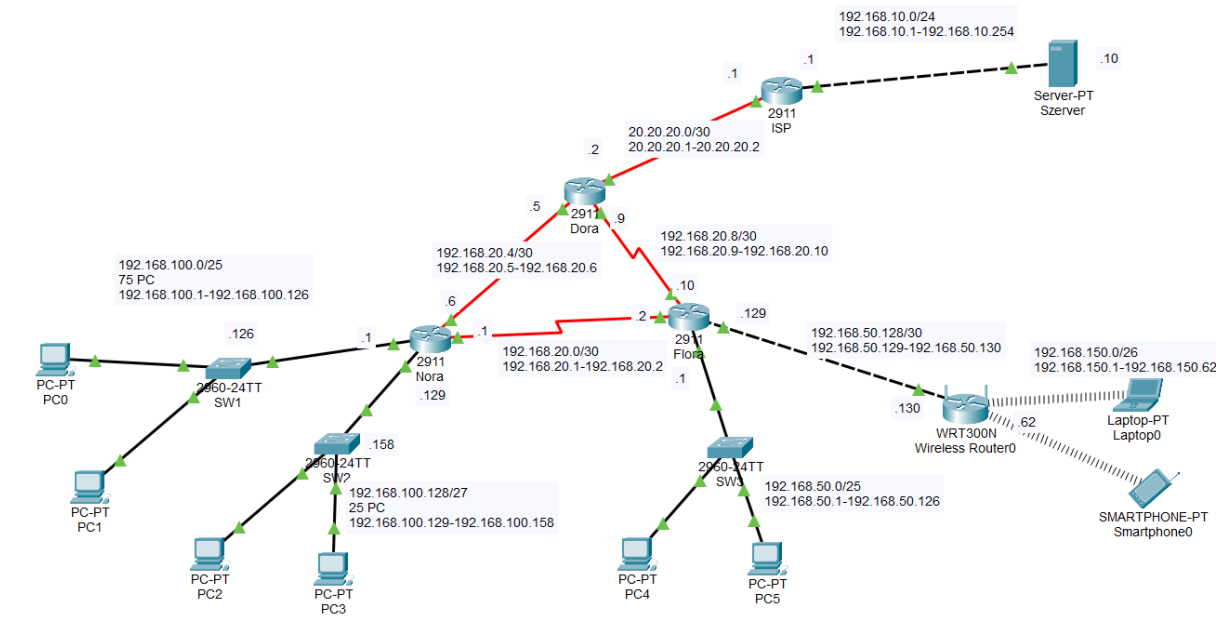 192.168.10.0/24
192.168.10.1-192.168.10.254
.1
.1
.10
Server-PT
Szerver
2911
ISP
20.20.20.0/30
20.20.20.1-20.20.20.2
.2
.5
2911
Dora
.9
192.168.20.8/30
192.168.20.9-192.168.20.10
192.168.20.4/30
192.168.20.5-192.168.20.6
192.168.100.0/25
75 PC
192.168.100.1-192.168.100.126
.10
.6
.2
.129
.126
.1
.1
2911
Nora
2911
Flora
192.168.20.0/30
192.168.20.1-192.168.20.2
192.168.50.128/30
192.168.50.129-192.168.50.130
192.168.150.0/26
192.168.150.1-192.168.150.62
PC-PT
PC0
2960-24TT
SW1
.129
.1
.130
.62
WRT300N
Wireless Router0
Laptop-PT
Laptop0
.158
2960-24TT
SW2
2960-24TT
SW3
192.168.100.128/27
25 PC
192.168.100.129-192.168.100.158
192.168.50.0/25
192.168.50.1-192.168.50.126
PC-PT
PC1
SMARTPHONE-PT
Smartphone0
PC-PT
PC2
PC-PT
PC3
PC-PT
PC4
PC-PT
PC5